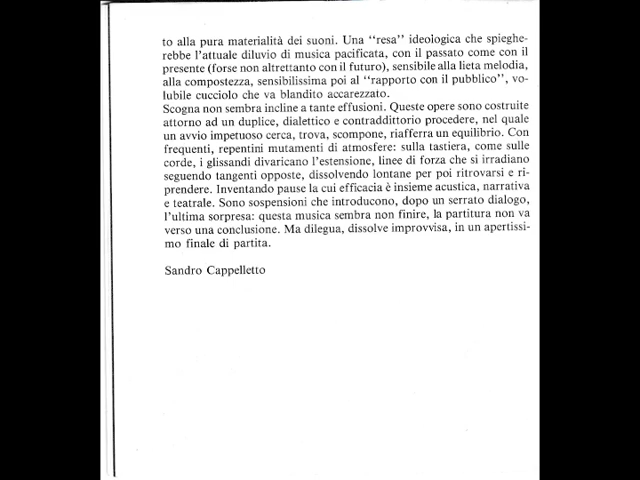 to alla pura materialità dei suoni. Una “resa” ideologica che spieghe-
rebbe l'attuale diluvio di musica pacificata, con il passato come con il
presente (forse non altrettanto con il futuro), sensibile alla lieta melodia,
alla compostezza, sensibilissima poi al “rapporto con il pubblico”, vo-
lubile cucciolo che va blandito accarezzato.
Scogna non sembra incline a tante effusioni. Queste opere sono costruite
attorno ad un duplice, dialettico e contraddittorio procedere, nel quale
un avvio impetuoso cerca, trova, scompone, riafferra un equilibrio. Con
frequenti, repentini mutamenti di atmosfere: sulla tastiera, come sulle
corde, i glissandi divaricano l'estensione, linee di forza che si irradiano
seguendo tangenti opposte, dissolvendo lontane per poi ritrovarsi e ri-
prendere. Inventando pause la cui efficacia è insieme acustica, narrativa
e teatrale. Sono sospensioni che introducono, dopo un serrato dialogo,
l'ultima sorpresa: questa musica sembra non finire, la partitura non va
verso una conclusione. Ma dilegua, dissolve improvvisa, in un apertissi-
mo finale di partita.
Sandro Cappelletto